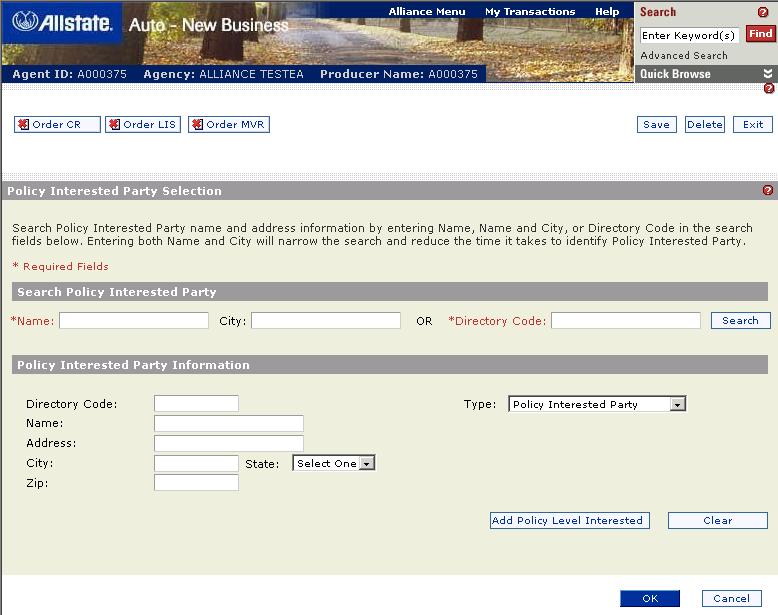 Allstate. Auto - New Business
Alliance Menu My Transactions Help
Search
Enter Keyword(s) Find
Advanced Search
Quick Browse
Agent ID: A000375 Agency: ALLIANCE TESTEA Producer Name: A000375
Order CR Order LIS Order MVR Save Delete Exit
Policy Interested Party Selection
Search Policy Interested Party name and address information by entering Name, Name and City, or Directory Code in the search
fields below. Entering both Name and City will narrow the search and reduce the time it takes to identify Policy Interested Party.
* Required Fields
Search Policy Interested Party
*Name: City: OR *Directory Code: Search
Policy Interested Party Information
Directory Code: Type: Policy Interested Party
Name:
Address:
City: State: Select One
Zip:
Add Policy Level Interested Clear
OK Cancel